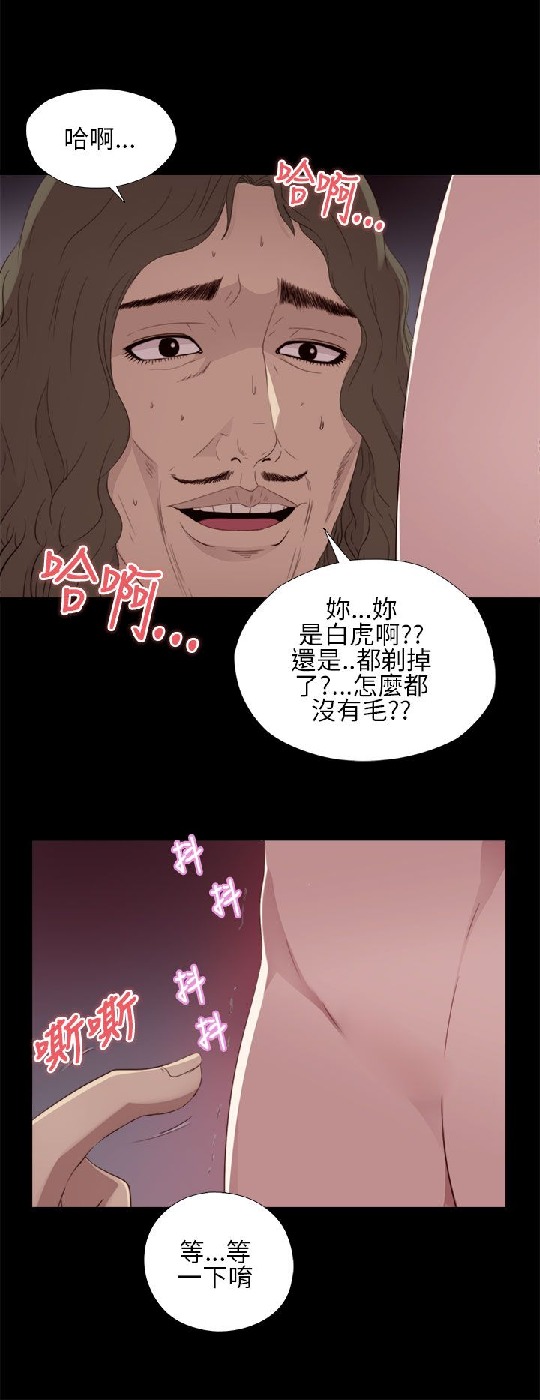 哈啊...
哈啊...
哈啊...
妳...妳
是白虎啊??
還是..都剃掉
了?...怎麼都
沒有毛??
抖
抖
抖
抖
嘶嘶
等...等
一下唷